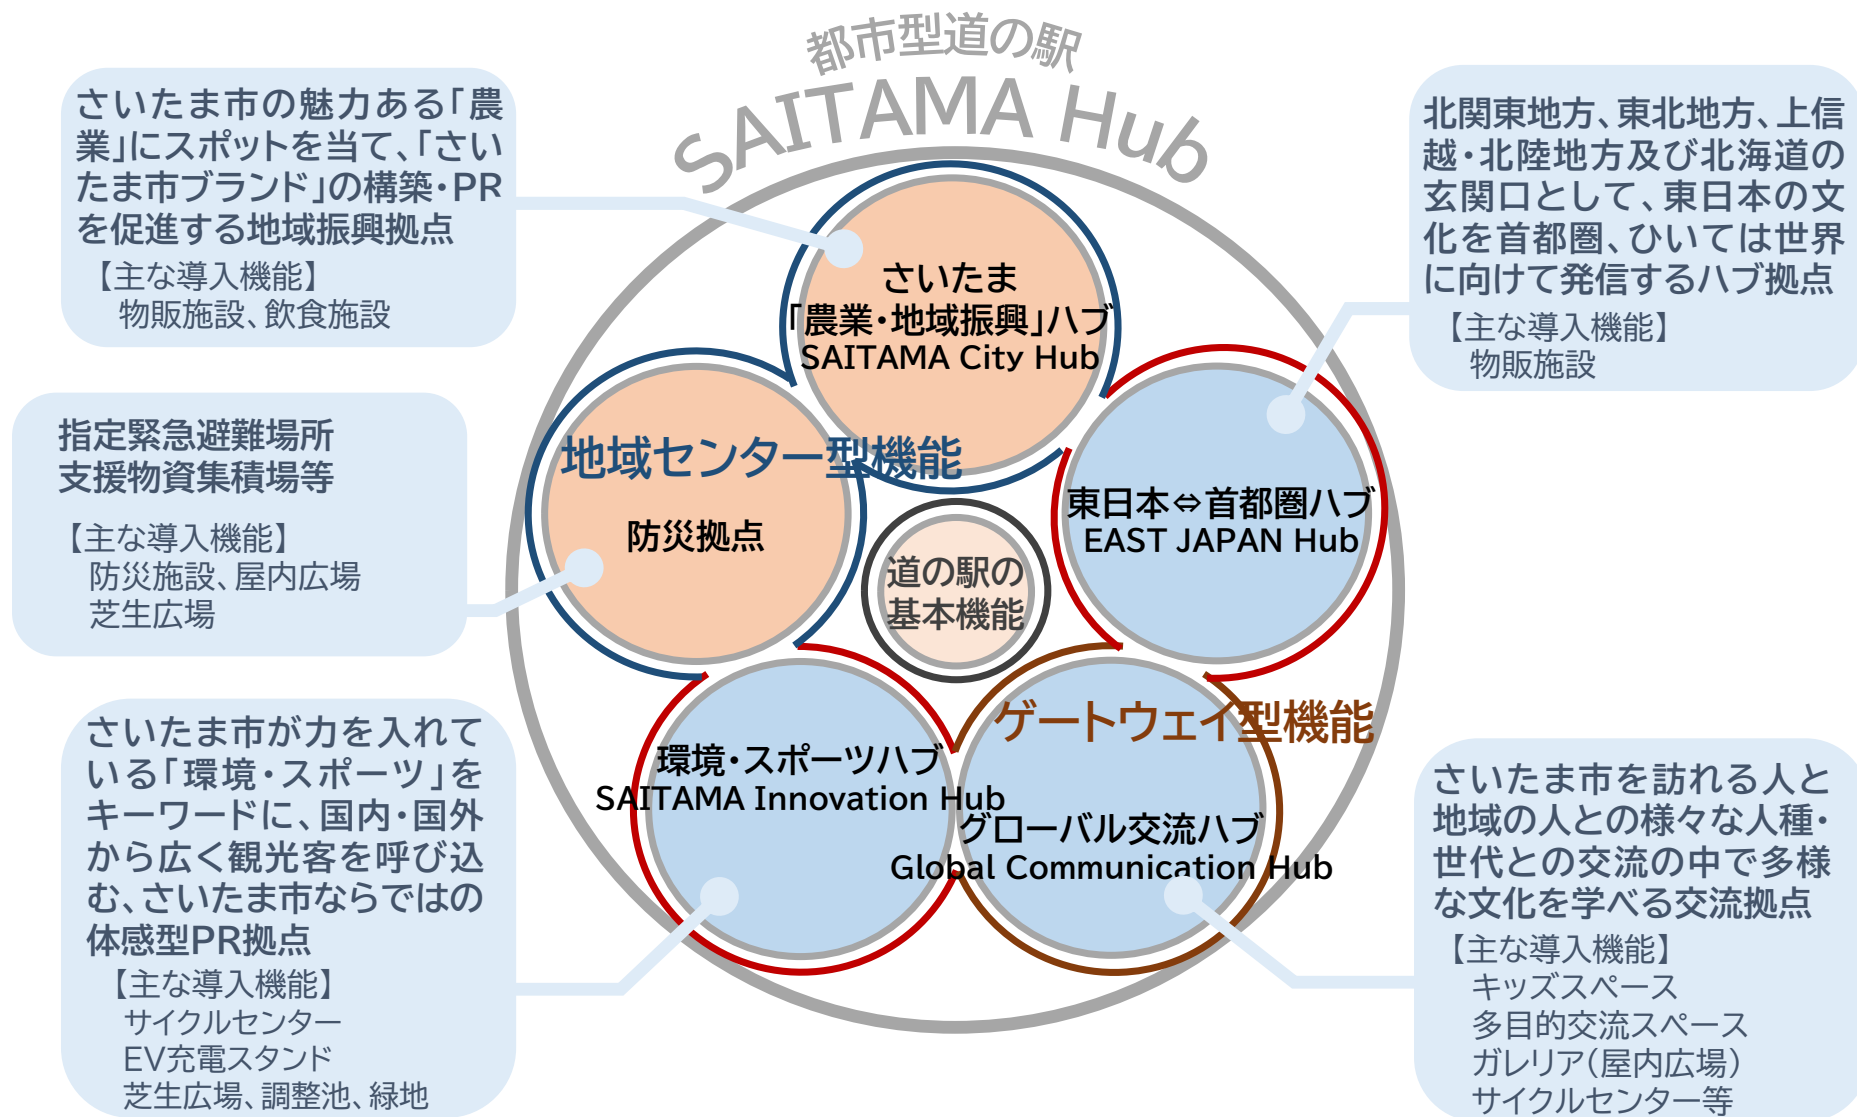 都市型道の駅
SAITAMA Hub
さいたま市の魅力ある「農
業」にスポットを当て、「さい
たま市ブランド」の構築・PR
を促進する地域振興拠点
【主な導入機能】
物販施設、飲食施設
指定緊急避難場所
支援物資集積場等
【主な導入機能】
防災施設、屋内広場
芝生広場
さいたま市が力を入れて
いる「環境・スポーツ」を
キーワードに、国内・国外
から広く観光客を呼び込
む、さいたま市ならではの
体感型PR拠点
【主な導入機能】
サイクルセンター
EV充電スタンド
芝生広場、調整池、緑地
さいたま
「農業・地域振興」ハブ
SAITAMA City Hub
地域センター型機能
防災拠点
東日本⇔首都圏ハブ
EAST JAPAN Hub
道の駅の
基本機能
ゲートウェイ型機能
環境・スポーツハブ
SAITAMA Innovation Hub
グローバル交流ハブ
Global Communication Hub
北関東地方、東北地方、上信
越・北陸地方及び北海道の
玄関口として、東日本の文
化を首都圏、ひいては世界
に向けて発信するハブ拠点
【主な導入機能】
物販施設
さいたま市を訪れる人と
地域の人との様々な人種・
世代との交流の中で多様
な文化を学べる交流拠点
【主な導入機能】
キッズスペース
多目的交流スペース
ガレリア(屋内広場)
サイクルセンター等